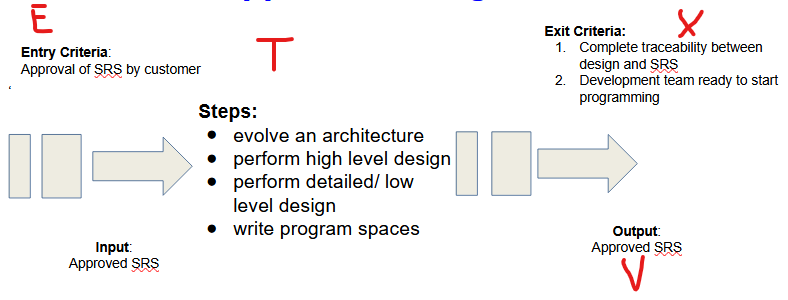 E
Entry Criteria:
Approval of SRS by customer
T
X
Exit Criteria:
1. Complete traceability between
design and SRS
2. Development team ready to start
programming
Steps:
● evolve an architecture
● perform high level design
● perform detailed/ low
level design
● write program spaces
Input:
Approved SRS
Output:
Approved SRS
V